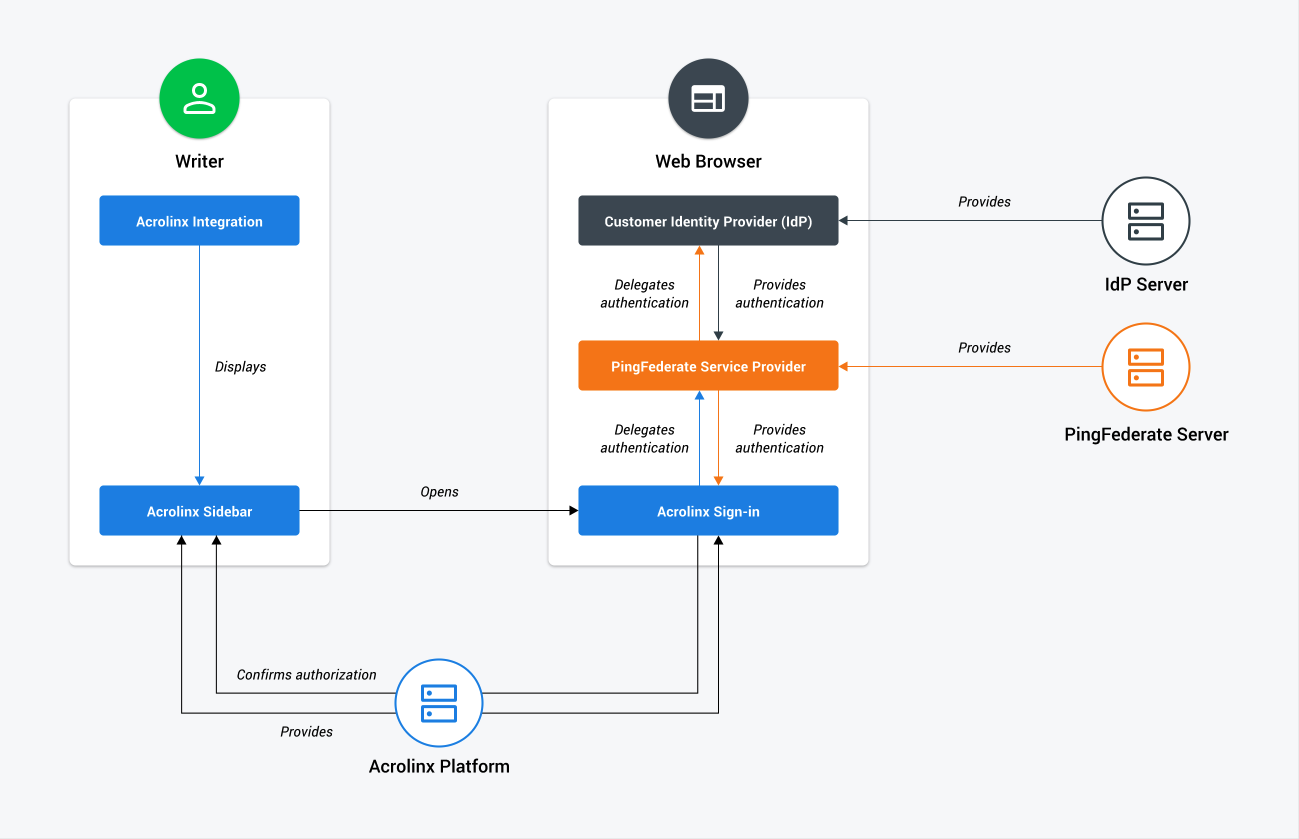 Writer
Web Browser
Acrolinx Integration
Customer Identity Provider (IdP)
Provides
IdP Server
Delegates
authentication
Provides
authentication
Displays
PingFederate Service Provider
Provides
PingFederate Server
Delegates
authentication
Provides
authentication
Acrolinx Sidebar
Opens
Acrolinx Sign-in
Confirms authorization
Provides
Acrolinx Platform